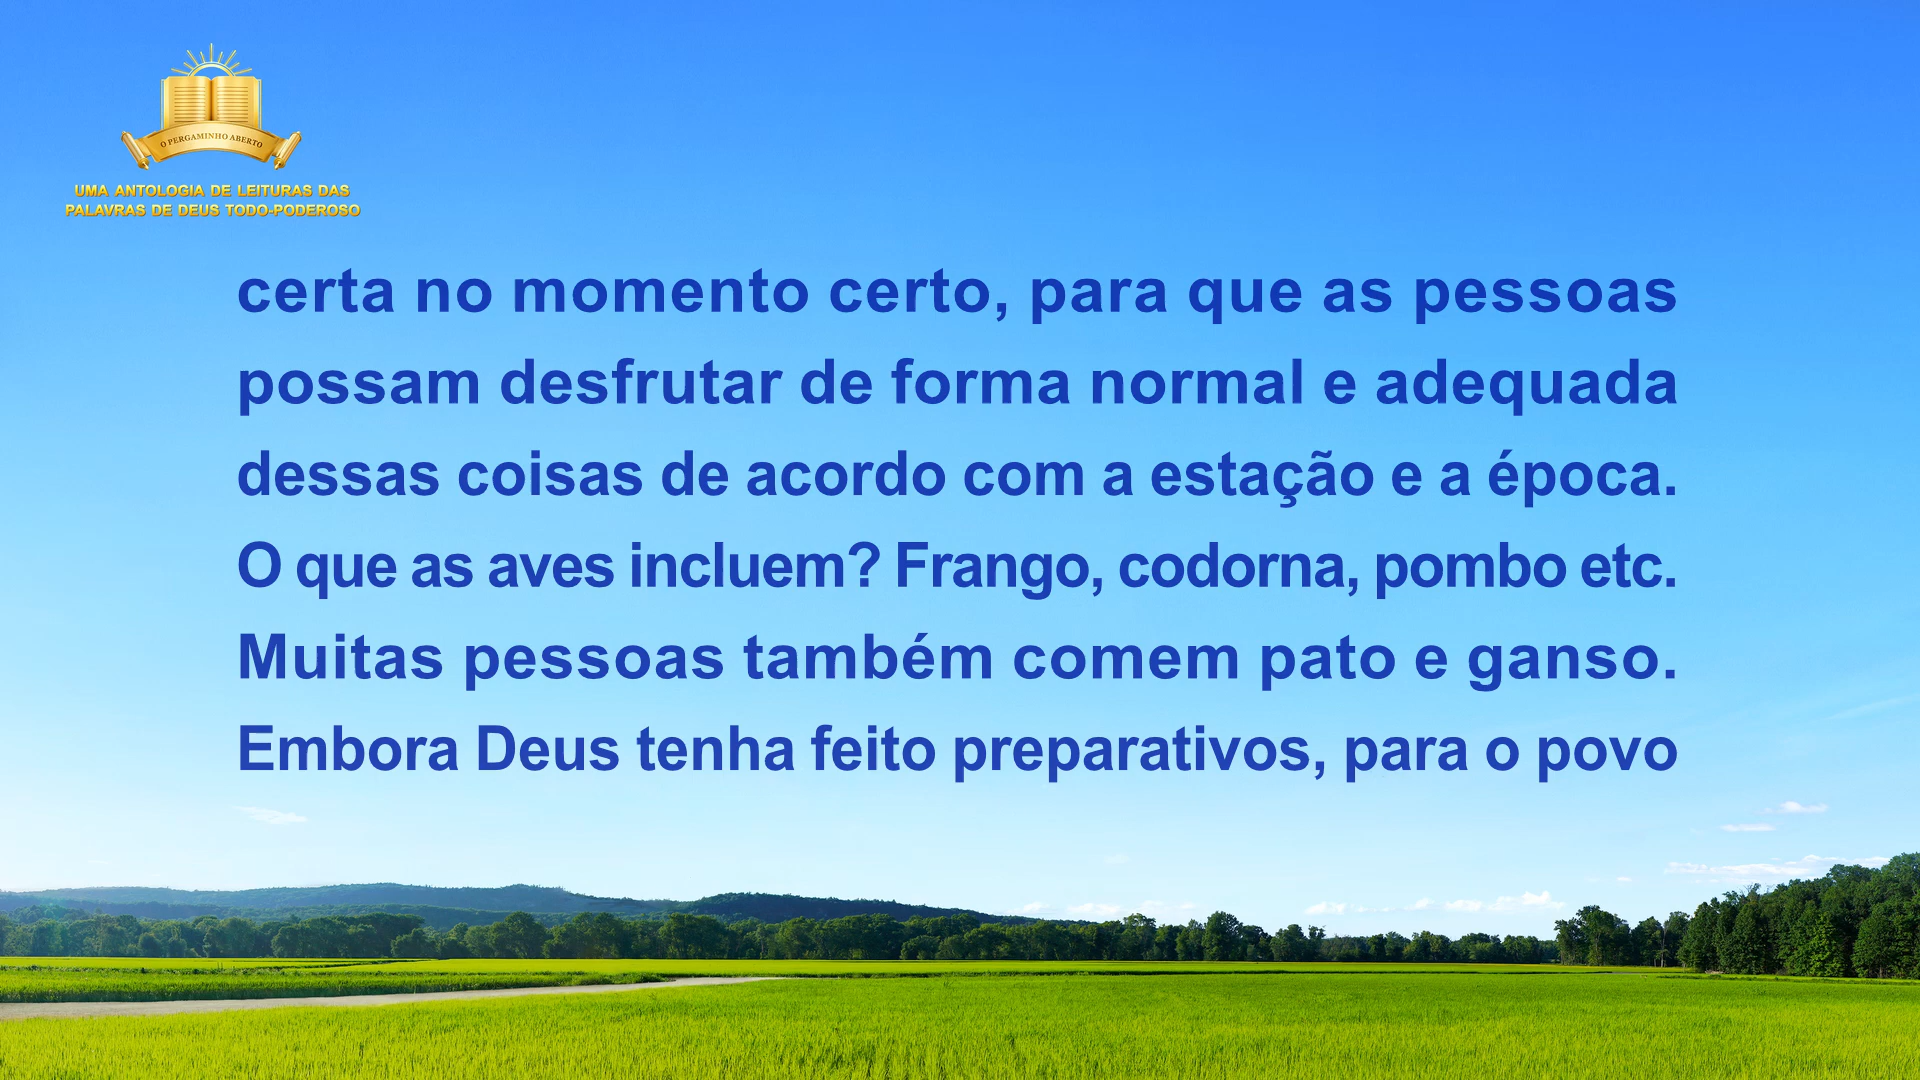 O PERGAMINHO ABERTO
UMA ANTOLOGIA DE LEITURAS DAS
PALAVRAS DE DEUS TODO-PODEROSO
certa no momento certo, para que as pessoas
possam desfrutar de forma normal e adequada
dessas coisas de acordo com a estação e a época.
O que as aves incluem? Frango, codorna, pombo etc.
Muitas pessoas também comem pato e ganso.
Embora Deus tenha feito preparativos, para o povo